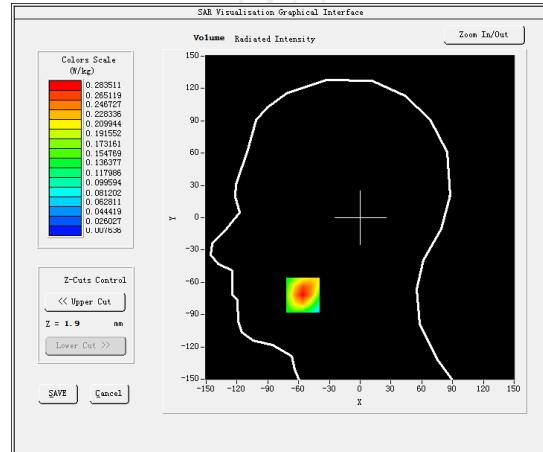 SAR Visualisation Graphical Interface
Volume Radiated Intensity
Zoom In/Out
Colors Scale
(W/kg)
0.283511
0.265119
0.246727
0.228336
0.209944
0.191552
0.173161
0.154769
0.136377
0.117986
0.099594
0.081202
0.062811
0.044419
0.026027
0.007636
150
120
90
60
30
0
-30
-60
-90
-120
-150
Y
-150 -120 -90 -60 -30 0 30 60 90 120 150
X
Z-Cuts Control
<< Upper Cut
Z = 1.9 mm
Lower Cut >>
SAVE Cancel